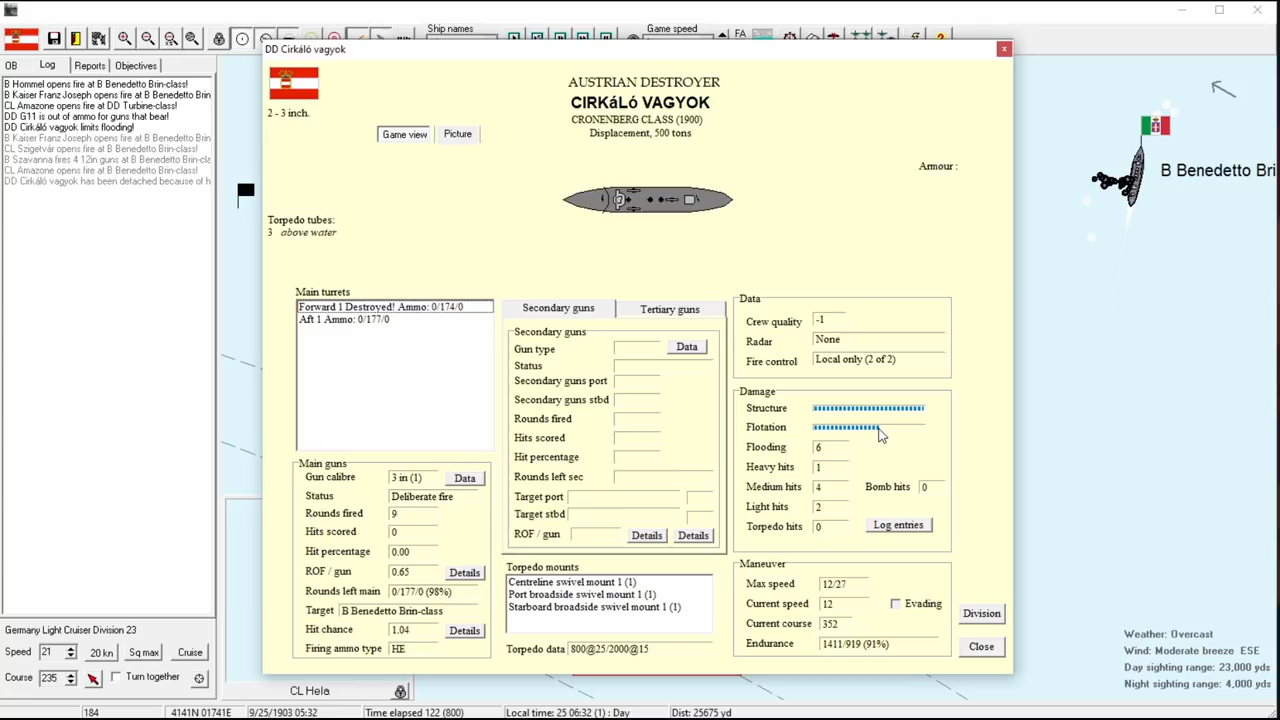 Ship names
Game speed
FA
OB
Log
Reports
Objectives
B Hommel opens fire at B Benedetto Brin-class!
B Kaiser Franz Joseph opens fire at B Benedetto Brin
CL Amazone opens fire at DD Turbine-class!
DD G11 is out of ammo for guns that bear!
DD Cirkáló vagyok limits flooding!
B Kaiser Franz Joseph opens fire at B Benedetto Brin
CL Szigetvár opens fire at B Benedetto Brin-class!
B Szavanna fires 4 12in guns at B Benedetto Brin-cla
CL Amazone opens fire at B Benedetto Brin-class!
DD Cirkáló vagyok has been detached because of h
DD Cirkáló vagyok
AUSTRIAN DESTROYER
CIRKáLó VAGYOK
CRONENBERG CLASS (1900)
Displacement, 500 tons
2 - 3 inch.
Game view
Picture
Armour :
Torpedo tubes:
3 above water
Main turrets
Forward 1 Destroyed! Ammo: 0/174/0
Aft 1 Ammo: 0/177/0
Main guns
Gun calibre 3 in (1) Data
Status Deliberate fire
Rounds fired 9
Hits scored 0
Hit percentage 0.00
ROF / gun 0.65 Details
Rounds left main 0/177/0 (98%)
Target B Benedetto Brin-class
Hit chance 1.04 Details
Firing ammo type HE
Secondary guns
Tertiary guns
Secondary guns
Gun type Data
Status
Secondary guns port
Secondary guns stbd
Rounds fired
Hits scored
Hit percentage
Rounds left sec
Target port
Target stbd
ROF / gun Details Details
Torpedo mounts
Centreline swivel mount 1 (1)
Port broadside swivel mount 1 (1)
Starboard broadside swivel mount 1 (1)
Torpedo data 800@25/2000@15
Data
Crew quality -1
Radar None
Fire control Local only (2 of 2)
Damage
Structure
Flotation
Flooding 6
Heavy hits 1
Medium hits 4 Bomb hits 0
Light hits 2
Torpedo hits 0 Log entries
Maneuver
Max speed 12/27
Current speed 12 Evading
Current course 352
Endurance 1411/919 (91%)
Division
Close
B Benedetto Bri
Weather: Overcast
Wind: Moderate breeze ESE
Day sighting range: 23,000 yds
Night sighting range: 4,000 yds
Germany Light Cruiser Division 23
Speed 21 20 kn Sq max Cruise
Course 235 Turn together
CL Hela
184 4141N 01741E 9/25/1903 05:32 Time elapsed 122 (800) Local time: 25 06:32 (1) : Day Dist: 25675 yd